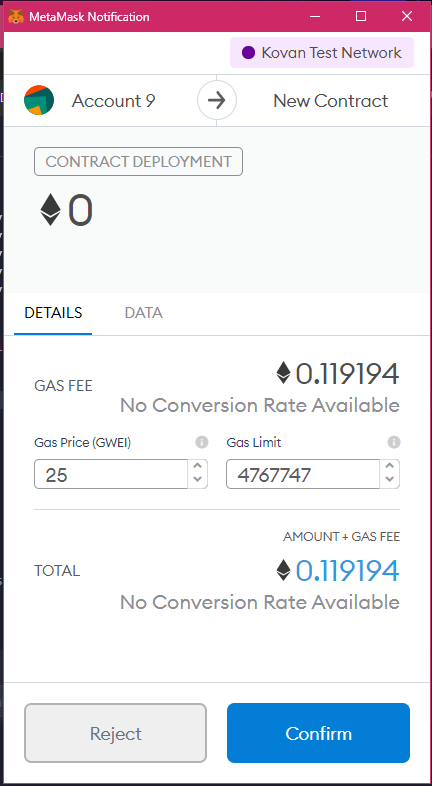 MetaMask Notification
Kovan Test Network
Account 9
New Contract
CONTRACT DEPLOYMENT
0
DETAILS
DATA
GAS FEE
0.119194
No Conversion Rate Available
Gas Price (GWEI)
Gas Limit
25
4767747
AMOUNT + GAS FEE
TOTAL
0.119194
No Conversion Rate Available
Reject
Confirm